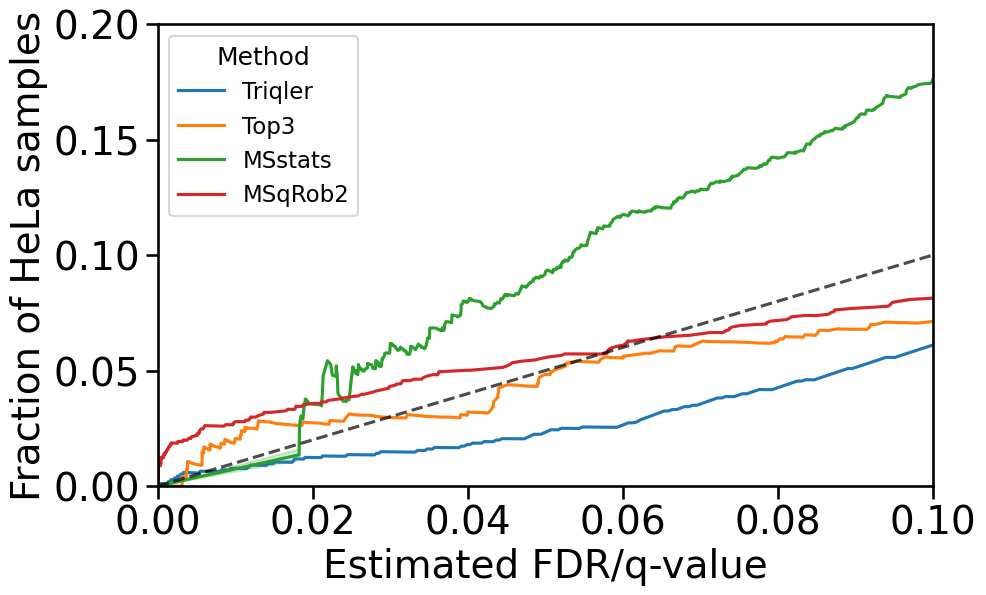 Fraction of HeLa samples
0.20
0.15
0.10
0.05
0.00
Method
Triqler
Top3
MSstats
MSqRob2
0.00 0.02 0.04 0.06 0.08 0.10
Estimated FDR/q-value